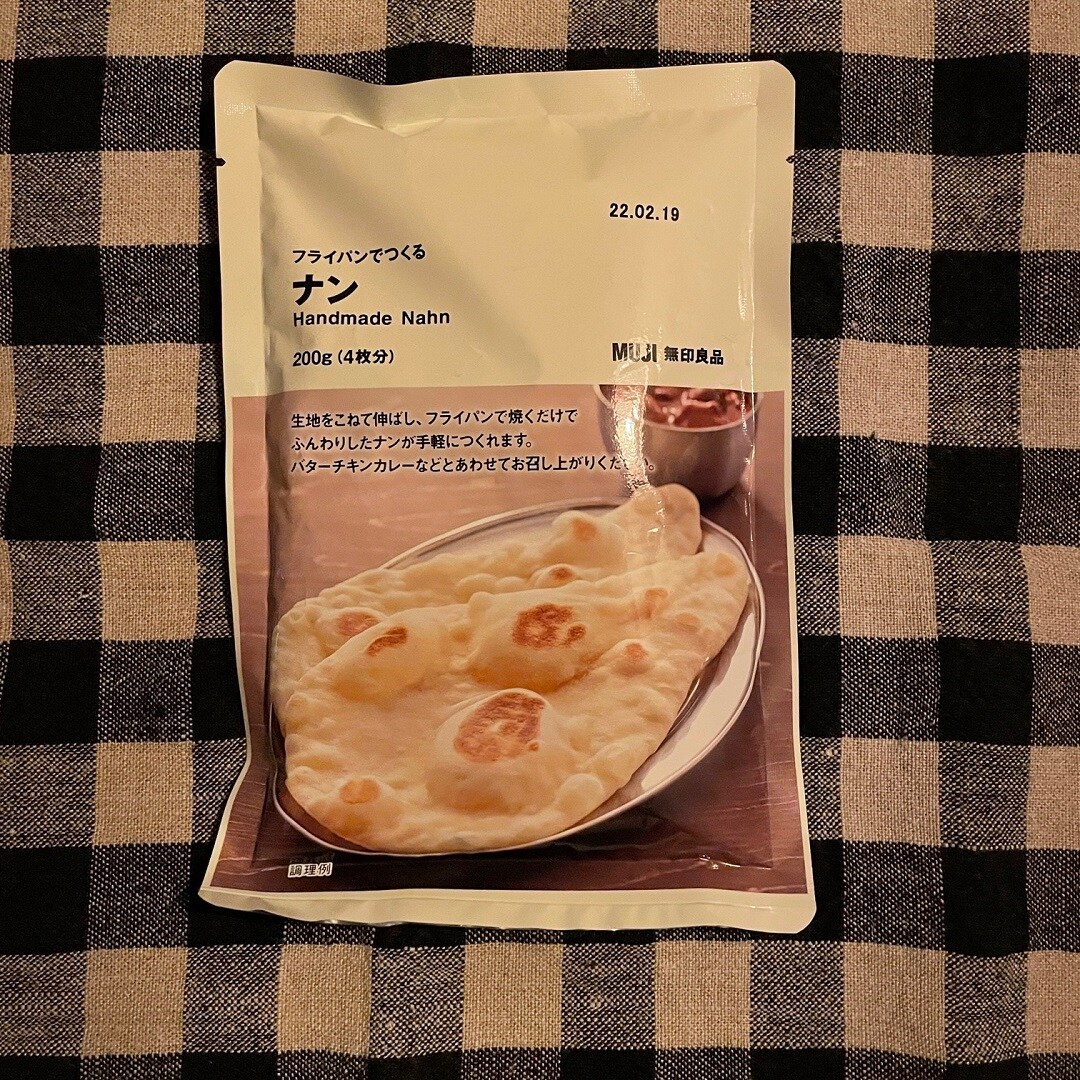 22.02.19
フライパンでつくる
ナン
Handmade Nahn
200g(4枚分)
MUJI 無印良品
生地をこねて伸ばし、フライパンで焼くだけで
ふんわりしたナンが手軽につくれます。
バターチキンカレーなどとあわせてお召し上がりください。
調理例